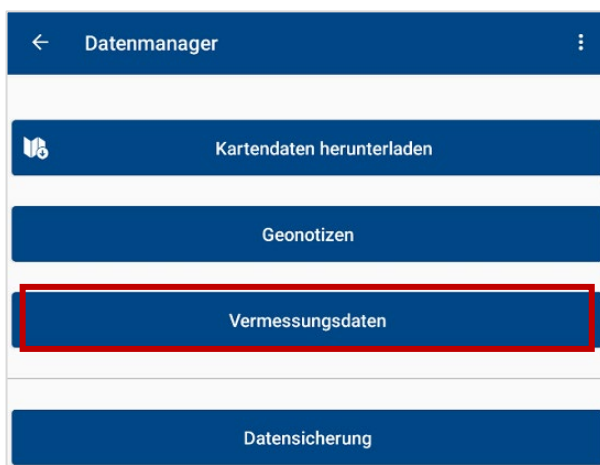 Datenmanager
Kartendaten herunterladen
Geonotizen
Vermessungsdaten
Datensicherung